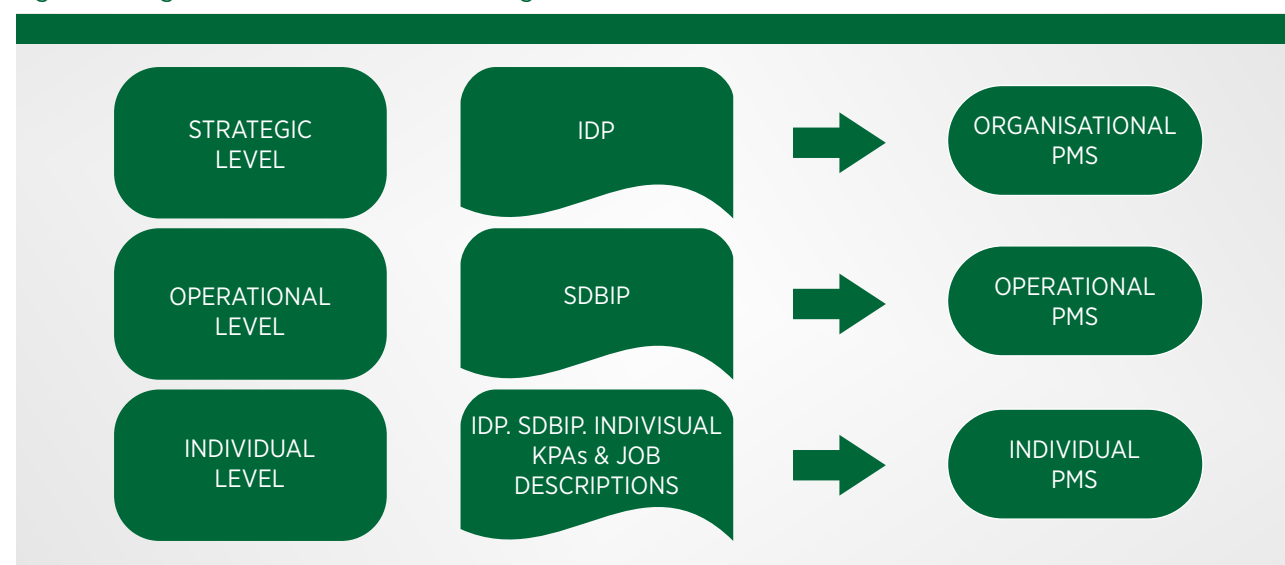 STRATEGIC
LEVEL
IDP
ORGANISATIONAL
PMS
OPERATIONAL
LEVEL
SDBIP
OPERATIONAL
PMS
INDIVIDUAL
LEVEL
IDP. SDBIP. INDIVISUAL
KPAs & JOB
DESCRIPTIONS
INDIVIDUAL
PMS